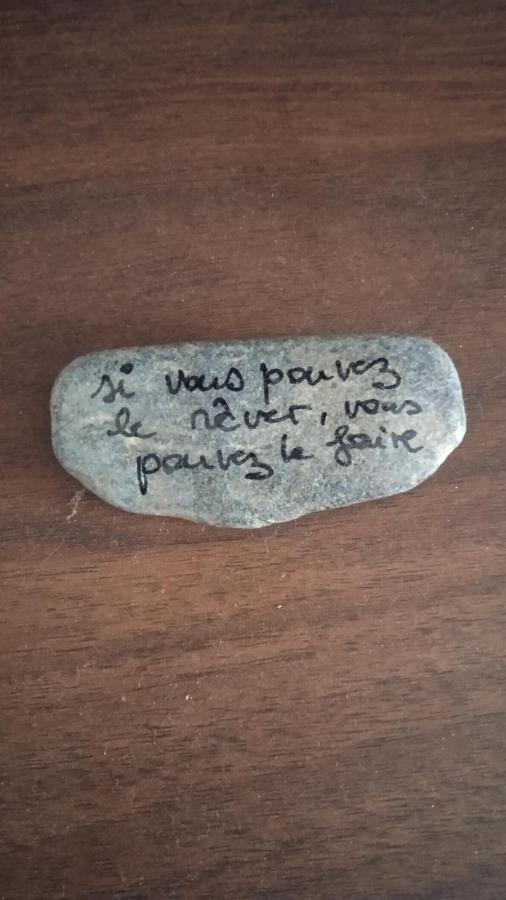 si vous pouvez
le rêver, vous
pouvez le faire